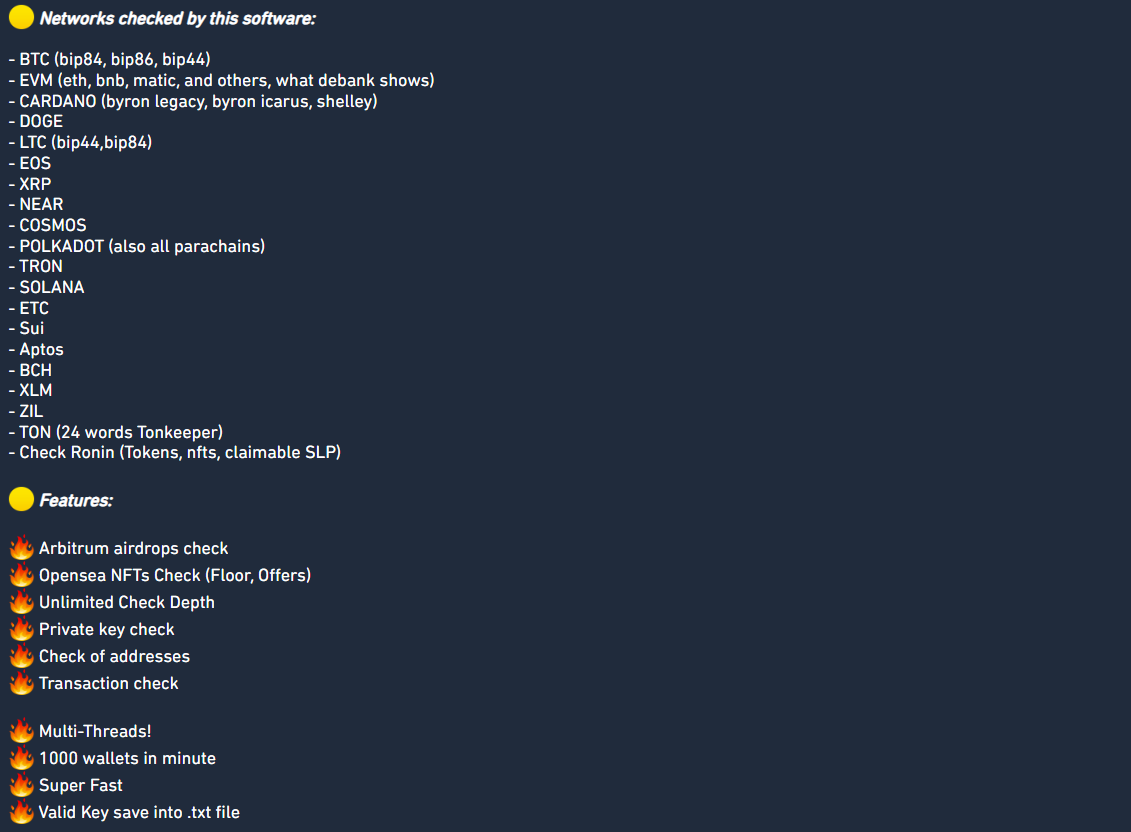 🟡 Networks checked by this software:
- BTC (bip84, bip86, bip44)
- EVM (eth, bnb, matic, and others, what debank shows)
- CARDANO (byron legacy, byron icarus, shelley)
- DOGE
- LTC (bip44,bip84)
- EOS
- XRP
- NEAR
- COSMOS
- POLKADOT (also all parachains)
- TRON
- SOLANA
- ETC
- Sui
- Aptos
- BCH
- XLM
- ZIL
- TON (24 words Tonkeeper)
- Check Ronin (Tokens, nfts, claimable SLP)
🟡 Features:
🔥 Arbitrum airdrops check
🔥 Opensea NFTs Check (Floor, Offers)
🔥 Unlimited Check Depth
🔥 Private key check
🔥 Check of addresses
🔥 Transaction check
🔥 Multi-Threads!
🔥 1000 wallets in minute
🔥 Super Fast
🔥 Valid Key save into .txt file